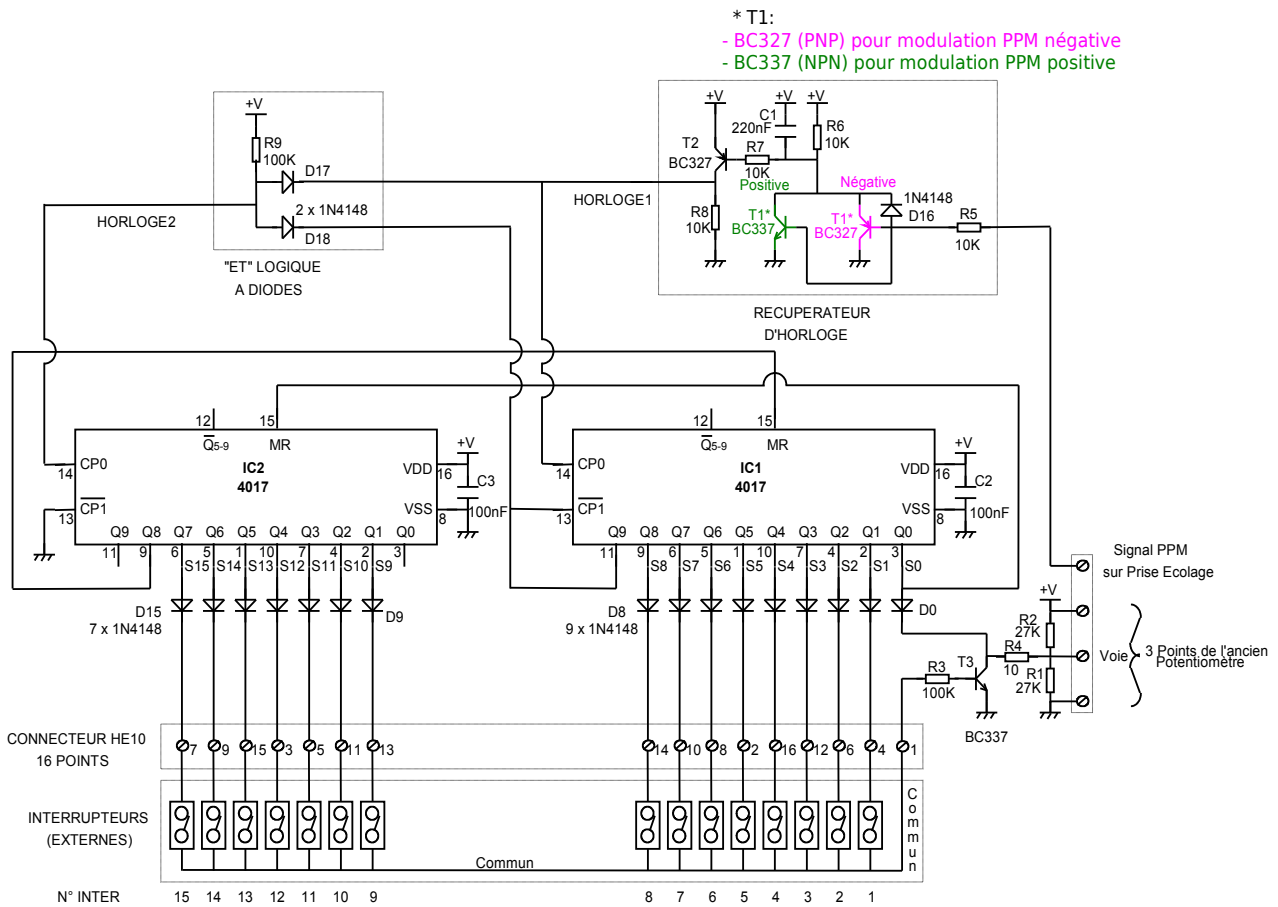 * T1:
- BC327 (PNP) pour modulation PPM négative
- BC337 (NPN) pour modulation PPM positive
+V
R9
100K
D17
HORLOGE2
2 x 1N4148
D18
"ET" LOGIQUE
A DIODES
+V
+V
+V
C1
220nF
R6
10K
T2
BC327
R7
10K
Positive
Négative
HORLOGE1
R8
10K
T1*
BC337
T1*
BC327
1N4148
D16
R5
10K
RECUPERATEUR
D'HORLOGE
12
15
Q5-9
MR
IC2
4017
CP0
14
CP1
13
VDD
16
VSS
8
+V
C3
100nF
Q9
Q8
Q7
Q6
Q5
Q4
Q3
Q2
Q1
Q0
11
9
6
5
1
10
7
4
2
3
S15
S14
S13
S12
S11
S10
S9
D15
7 x 1N4148
D9
12
15
Q5-9
MR
IC1
4017
CP0
14
CP1
13
VDD
16
VSS
8
+V
C2
100nF
Q9
Q8
Q7
Q6
Q5
Q4
Q3
Q2
Q1
Q0
11
9
6
5
1
10
7
4
2
3
S8
S7
S6
S5
S4
S3
S2
S1
S0
D8
9 x 1N4148
D0
Signal PPM
sur Prise Ecolage
+V
R2
27K
R4
10
R1
27K
Voie
3 Points de l'ancien
Potentiomètre
R3
100K
T3
BC337
CONNECTEUR HE10
16 POINTS
7
9
15
3
5
11
13
14
10
8
2
16
12
6
4
1
INTERRUPTEURS
(EXTERNES)
Commun
Commun
N° INTER
15
14
13
12
11
10
9
8
7
6
5
4
3
2
1